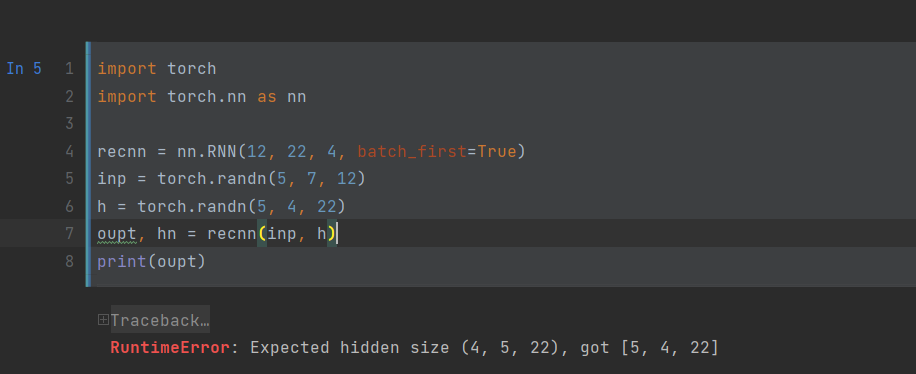 In 5
1 import torch
2 import torch.nn as nn
3
4 recnn = nn.RNN(12, 22, 4, batch_first=True)
5 inp = torch.randn(5, 7, 12)
6 h = torch.randn(5, 4, 22)
7 oupt, hn = recnn(inp, h)
8 print(oupt)
Traceback…
RuntimeError: Expected hidden size (4, 5, 22), got [5, 4, 22]